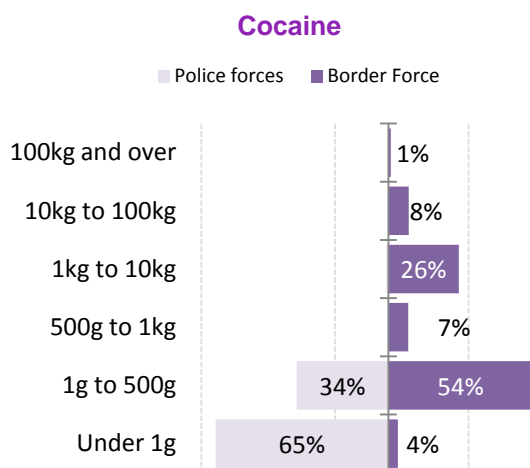 Cocaine
Police forces Border Force
100kg and over 1%
10kg to 100kg 8%
1kg to 10kg 26%
500g to 1kg 7%
1g to 500g 34% 54%
Under 1g 65% 4%